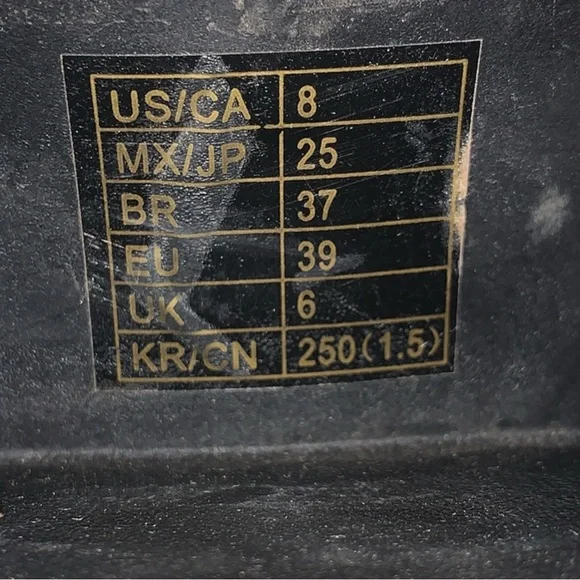 US/CA 8
MX/JP 25
BR 37
EU 39
UK 6
KR/CN 250(1.5)